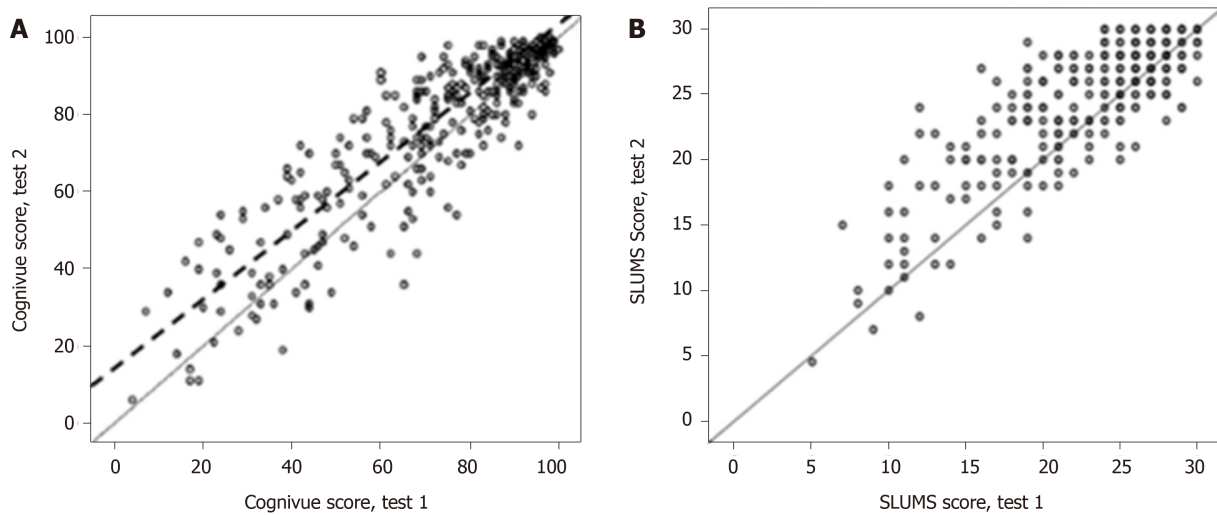 A
100
80
60
40
20
0
Cognivue score, test 2
0 20 40 60 80 100
Cognivue score, test 1
B
30
25
20
15
10
5
0
SLUMS Score, test 2
0 5 10 15 20 25 30
SLUMS score, test 1